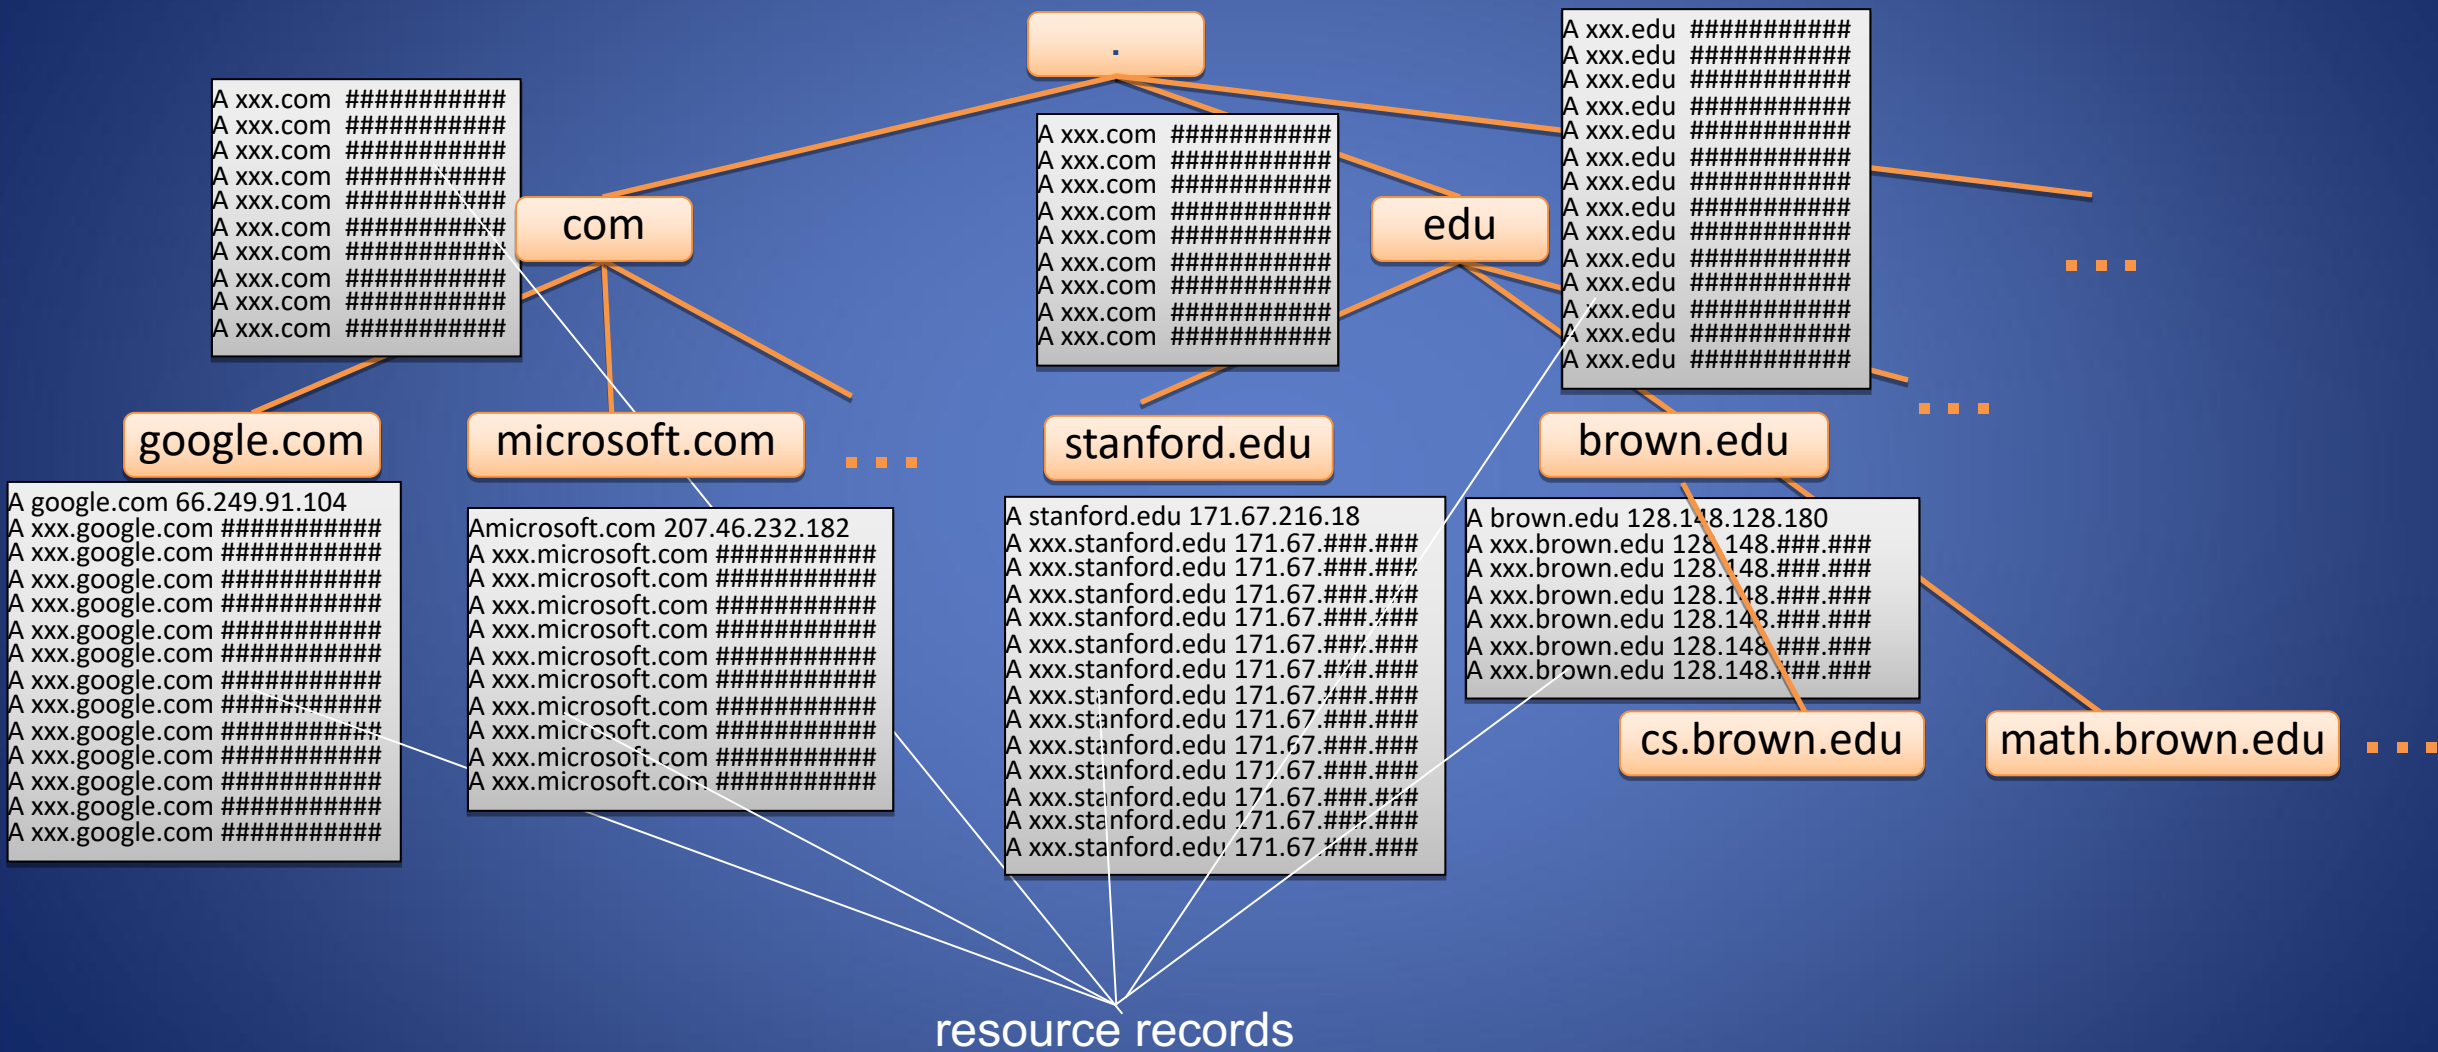 .
A xxx.com ###########
A xxx.com ###########
A xxx.com ###########
A xxx.com ###########
A xxx.com ###########
A xxx.com ###########
A xxx.com ###########
A xxx.com ###########
A xxx.com ###########
A xxx.com ###########
com
A xxx.com ###########
A xxx.com ###########
A xxx.com ###########
A xxx.com ###########
A xxx.com ###########
A xxx.com ###########
A xxx.com ###########
A xxx.com ###########
A xxx.com ###########
edu
A xxx.edu ###########
A xxx.edu ###########
A xxx.edu ###########
A xxx.edu ###########
A xxx.edu ###########
A xxx.edu ###########
A xxx.edu ###########
A xxx.edu ###########
A xxx.edu ###########
A xxx.edu ###########
A xxx.edu ###########
A xxx.edu ###########
A xxx.edu ###########
A xxx.edu ###########
...
google.com
microsoft.com
...
stanford.edu
brown.edu
...
A google.com 66.249.91.104
A xxx.google.com ###########
A xxx.google.com ###########
A xxx.google.com ###########
A xxx.google.com ###########
A xxx.google.com ###########
A xxx.google.com ###########
A xxx.google.com ###########
A xxx.google.com ###########
A xxx.google.com ###########
A xxx.google.com ###########
A xxx.google.com ###########
A xxx.google.com ###########
A xxx.google.com ###########
Amicrosoft.com 207.46.232.182
A xxx.microsoft.com ###########
A xxx.microsoft.com ###########
A xxx.microsoft.com ###########
A xxx.microsoft.com ###########
A xxx.microsoft.com ###########
A xxx.microsoft.com ###########
A xxx.microsoft.com ###########
A xxx.microsoft.com ###########
A xxx.microsoft.com ###########
A xxx.microsoft.com ###########
A stanford.edu 171.67.216.18
A xxx.stanford.edu 171.67.###.###
A xxx.stanford.edu 171.67.###.###
A xxx.stanford.edu 171.67.###.###
A xxx.stanford.edu 171.67.###.###
A xxx.stanford.edu 171.67.###.###
A xxx.stanford.edu 171.67.###.###
A xxx.stanford.edu 171.67.###.###
A xxx.stanford.edu 171.67.###.###
A xxx.stanford.edu 171.67.###.###
A xxx.stanford.edu 171.67.###.###
A xxx.stanford.edu 171.67.###.###
A xxx.stanford.edu 171.67.###.###
A xxx.stanford.edu 171.67.###.###
A brown.edu 128.148.128.180
A xxx.brown.edu 128.148.###.###
A xxx.brown.edu 128.148.###.###
A xxx.brown.edu 128.148.###.###
A xxx.brown.edu 128.148.###.###
A xxx.brown.edu 128.148.###.###
A xxx.brown.edu 128.148.###.###
cs.brown.edu
math.brown.edu
...
resource records